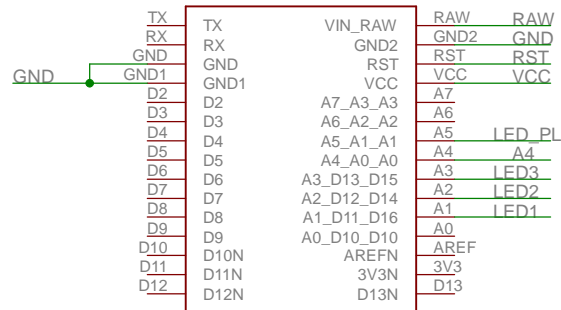 TX TX VIN_RAW RAW RAW
RX RX GND2 GND2 GND
GND GND RST RST RST
GND GND1 GND1 VCC VCC VCC
D2 D2 A7_A3_A3 A7
D3 D3 A6_A2_A2 A6
D4 D4 A5_A1_A1 A5 LED_PL
D5 D5 A4_A0_A0 A4 A4
D6 D6 A3_D13_D15 A3 LED3
D7 D7 A2_D12_D14 A2 LED2
D8 D8 A1_D11_D16 A1 LED1
D9 D9 A0_D10_D10 A0
D10 D10N AREFN AREF
D11 D11N 3V3N 3V3
D12 D12N D13N D13